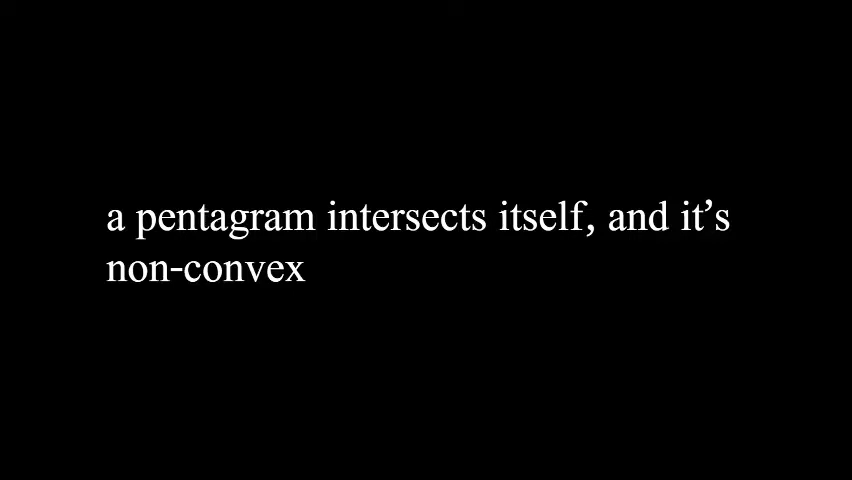 a pentagram intersects itself, and it’s
non-convex